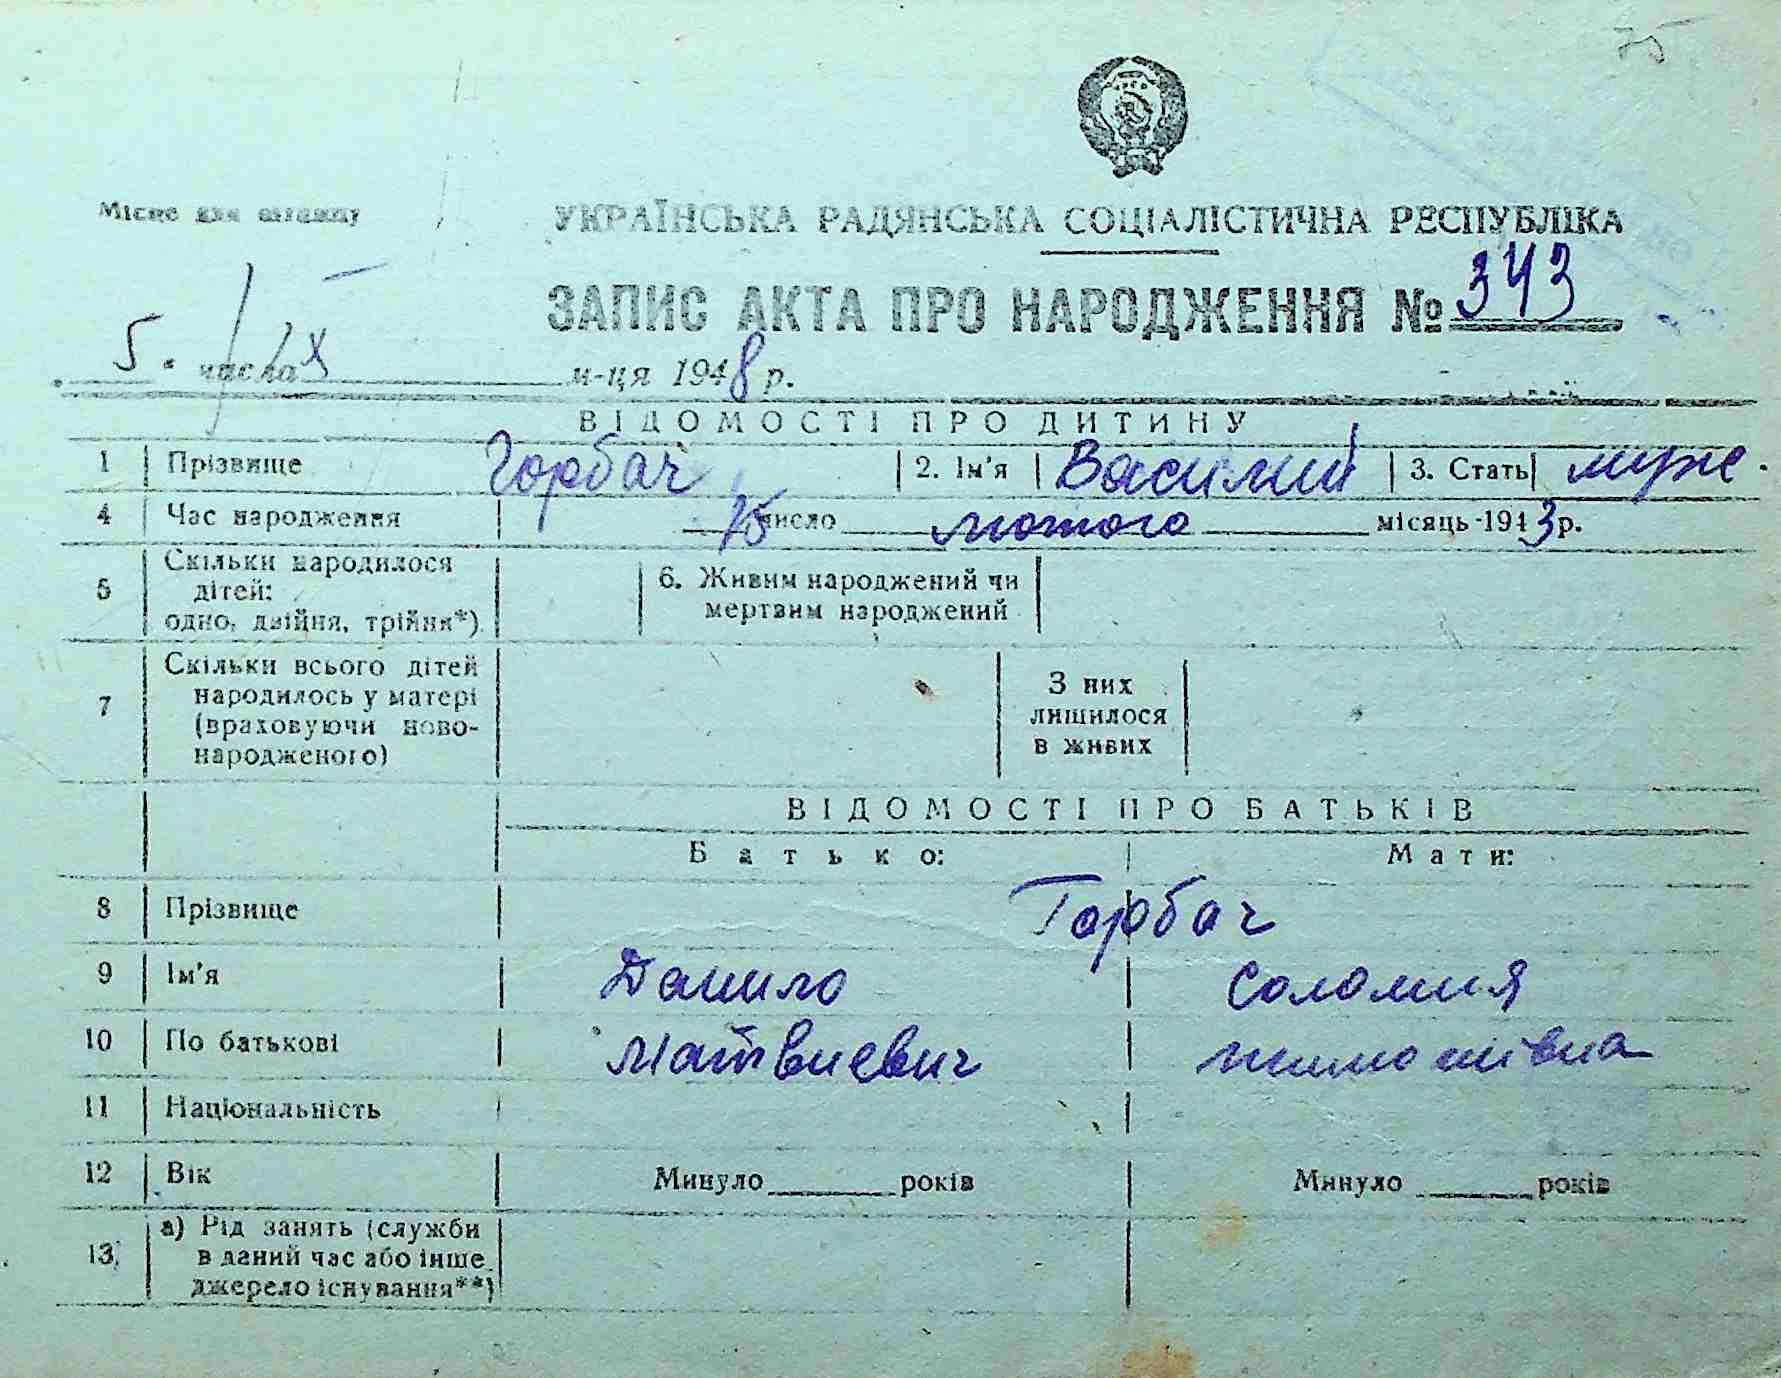 75
Місце для штампу
УКРАЇНСЬКА РАДЯНСЬКА СОЦІАЛІСТИЧНА РЕСПУБЛІКА
ЗАПИС АКТА ПРО НАРОДЖЕННЯ № 343
5 числа X м-ця 1948 р.
ВІДОМОСТІ ПРО ДИТИНУ
1 Прізвище Горбач 2. Ім'я Василий 3. Стать муж.
4 Час народження 15 число лютого місяць 1943 р.
5 Скільки народилося дітей: одно, двійня, трійня*) 6. Живим народжений чи мертвим народжений
7 Скільки всього дітей народилось у матері (враховуючи новонародженого) З них лишилося в живих
ВІДОМОСТІ ПРО БАТЬКІВ
Батько: Мати:
8 Прізвище Горбач
9 Ім'я Данило Соломия
10 По батькові Матвиевич Тимошівна
11 Національність
12 Вік Минуло ____ років Минуло ____ років
13. а) Рід занять (служби в даний час або інше джерело існування**)